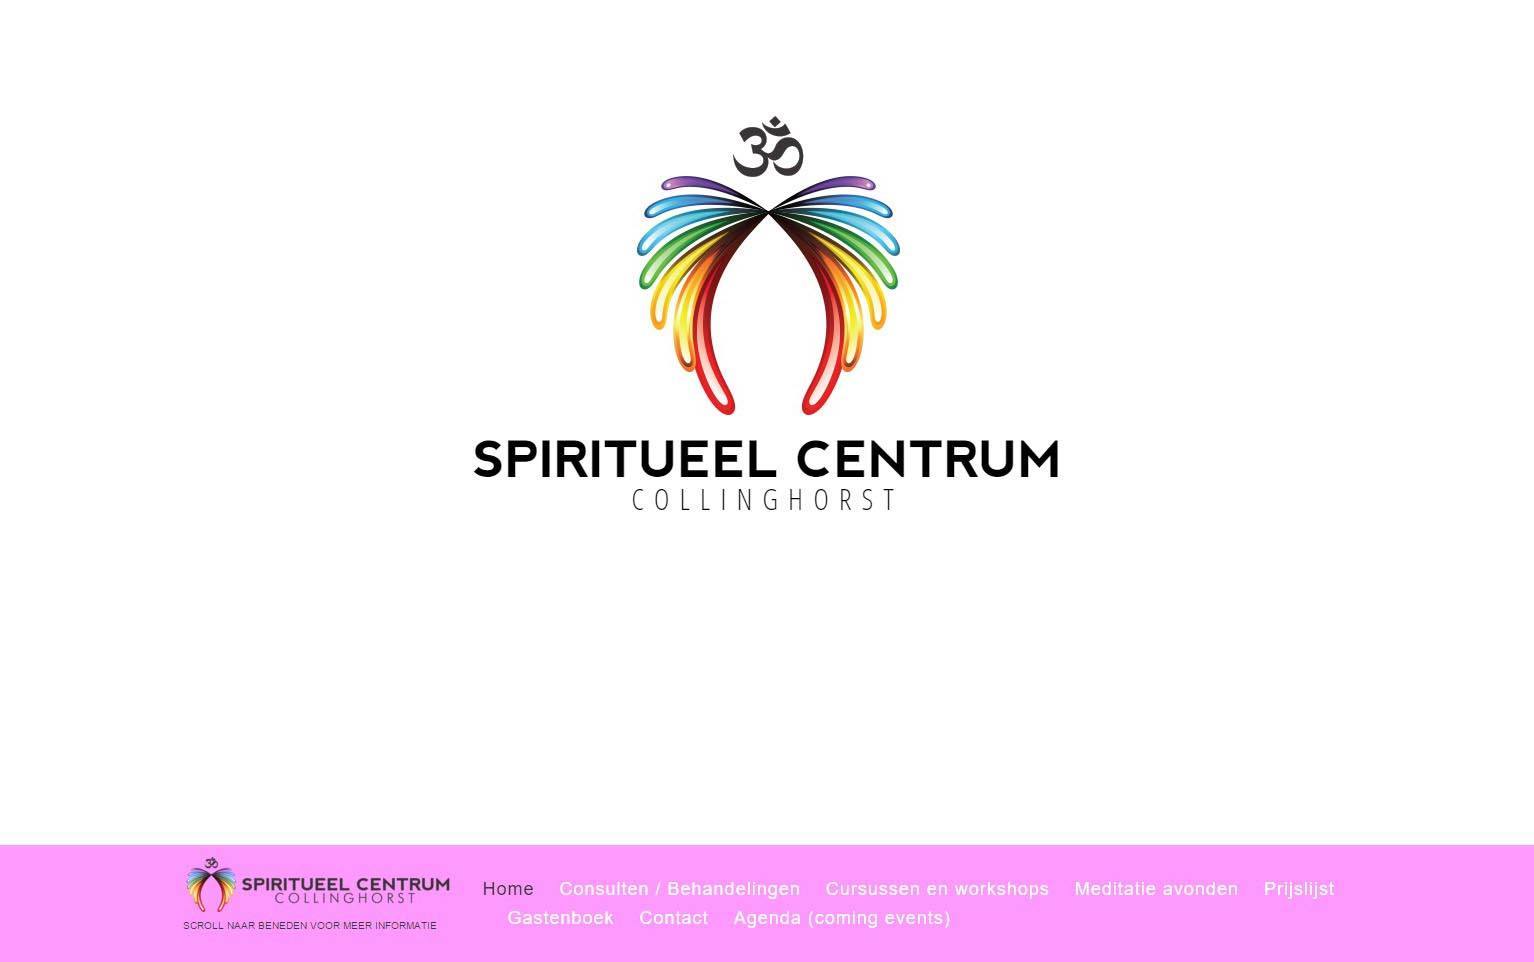 ॐ
SPIRITUEEL CENTRUM
COLLINGHORST
ॐ
SPIRITUEEL CENTRUM
COLLINGHORST
SCROLL NAAR BENEDEN VOOR MEER INFORMATIE
Home Consulten / Behandelingen Cursussen en workshops Meditatie avonden Prijslijst
Gastenboek Contact Agenda (coming events)